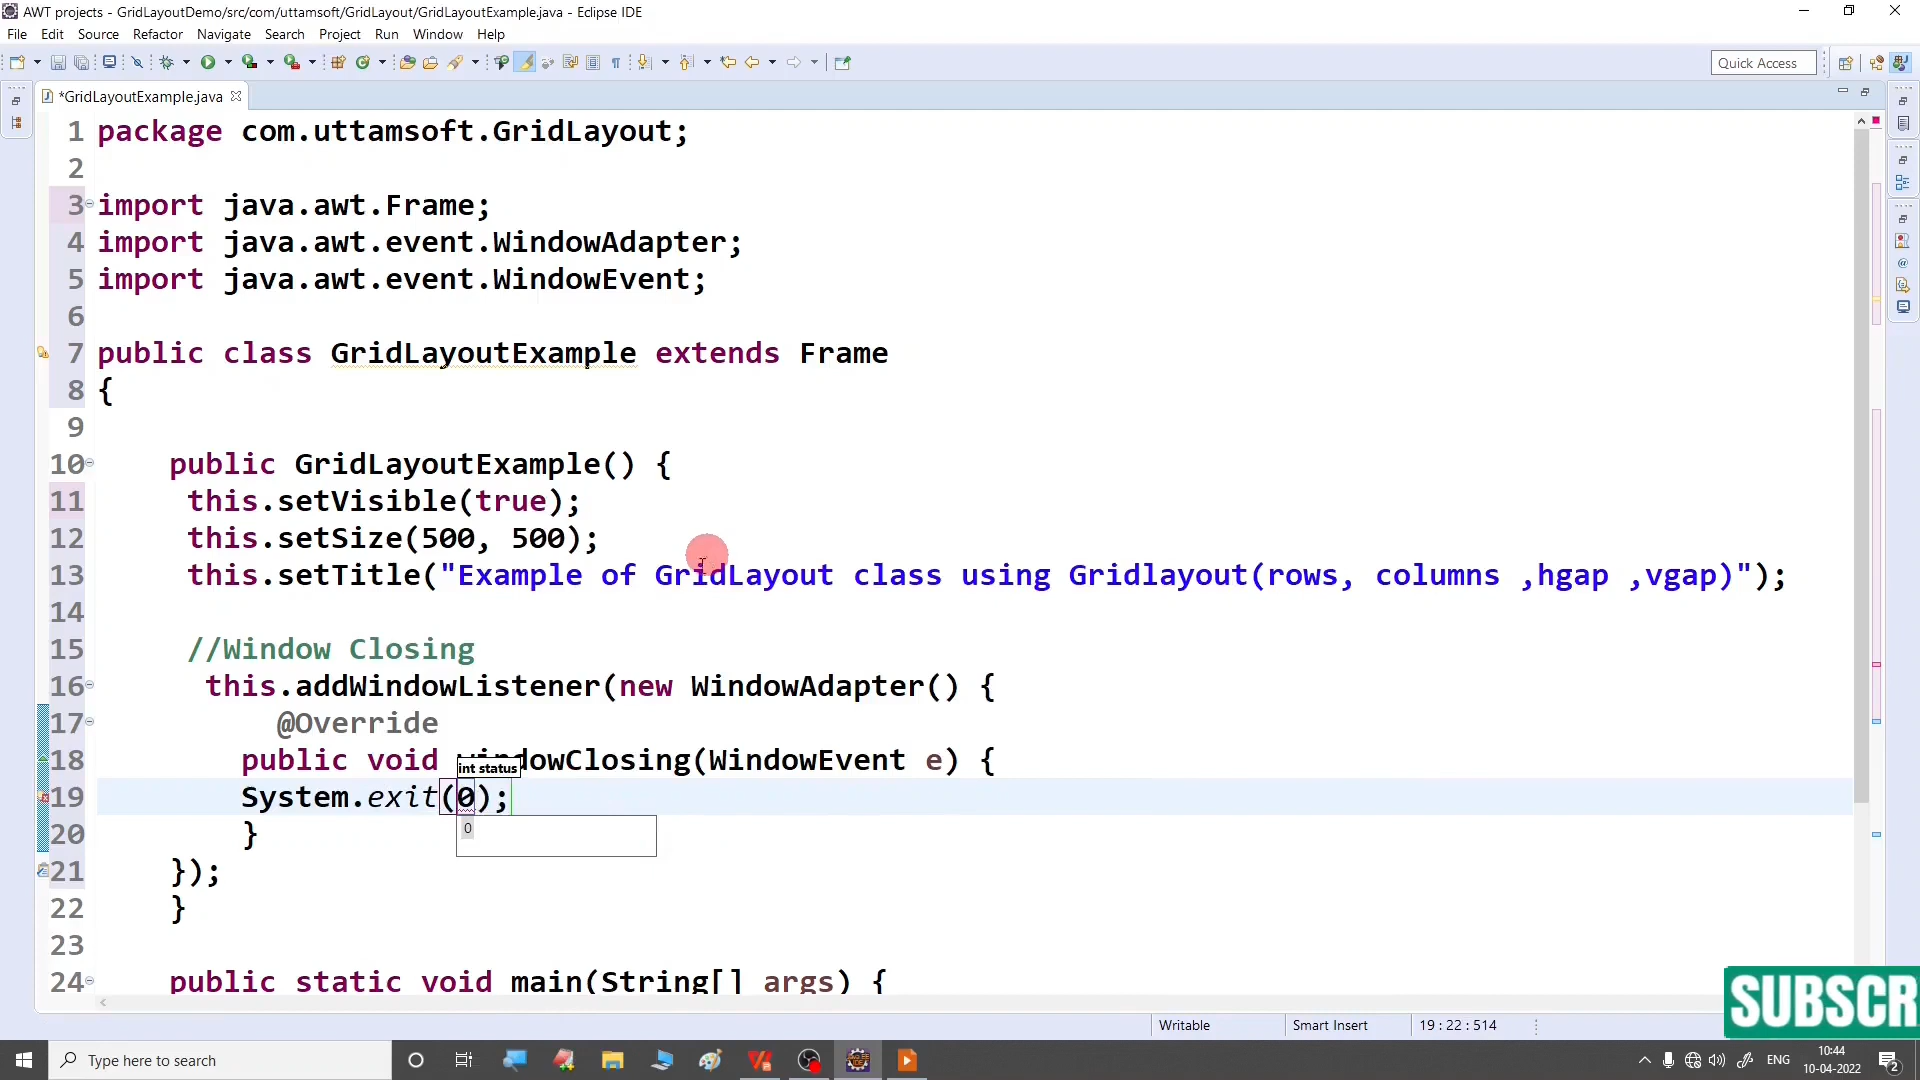 AWT projects - GridLayoutDemo/src/com/uttamsoft/GridLayout/GridLayoutExample.java - Eclipse IDE
File Edit Source Refactor Navigate Search Project Run Window Help
Quick Access
*GridLayoutExample.java
1 package com.uttamsoft.GridLayout;
2
3 import java.awt.Frame;
4 import java.awt.event.WindowAdapter;
5 import java.awt.event.WindowEvent;
6
7 public class GridLayoutExample extends Frame
8 {
9
10 public GridLayoutExample() {
11 this.setVisible(true);
12 this.setSize(500, 500);
13 this.setTitle("Example of GridLayout class using Gridlayout(rows, columns ,hgap ,vgap)");
14
15 //Window Closing
16 this.addWindowListener(new WindowAdapter() {
17 @Override
18 public void windowClosing(WindowEvent e) {
int status
19 System.exit(0);
0
20 }
21 });
22 }
23
24 public static void main(String[] args) {
SUBSCR
Writable Smart Insert 19 : 22 : 514
Type here to search
ENG
10:44
10-04-2022
2